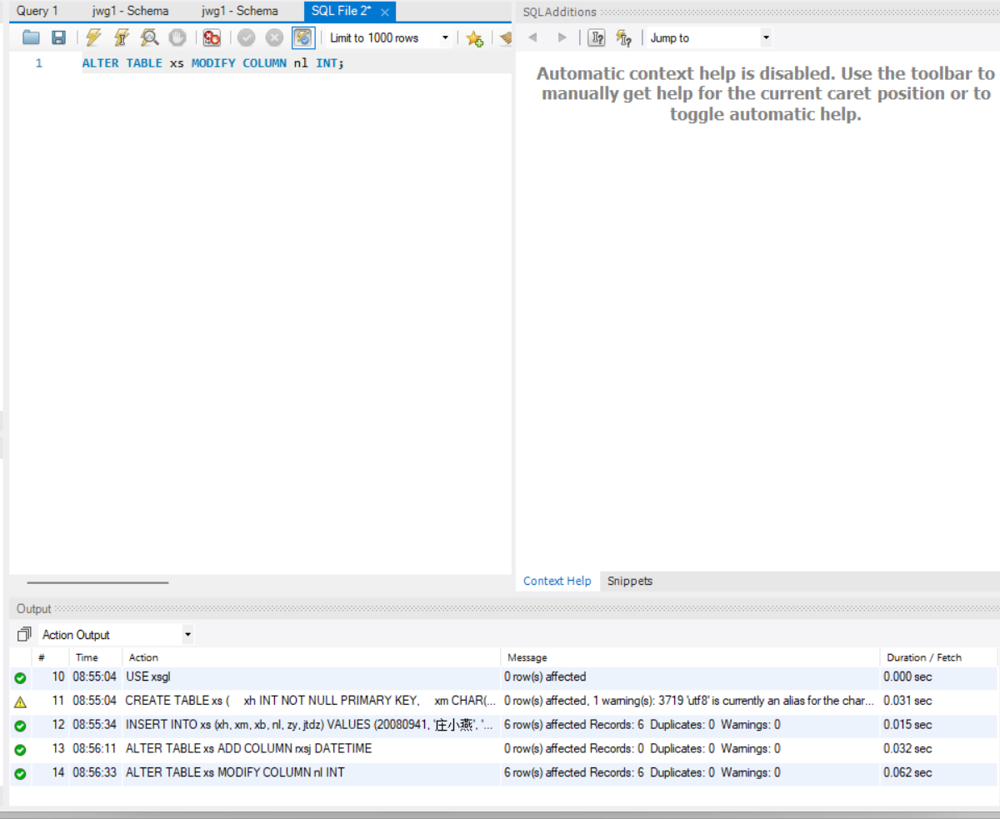 Query 1 jwg1 - Schema jwg1 - Schema SQL File 2* ×
Limit to 1000 rows
1 ALTER TABLE xs MODIFY COLUMN nl INT;
SQLAdditions
Jump to
Automatic context help is disabled. Use the toolbar to
manually get help for the current caret position or to
toggle automatic help.
Context Help Snippets
Output
Action Output
# Time Action Message Duration / Fetch
10 08:55:04 USE xsgl 0 row(s) affected 0.000 sec
11 08:55:04 CREATE TABLE xs ( xh INT NOT NULL PRIMARY KEY, xm CHAR(... 0 row(s) affected, 1 warning(s): 3719 'utf8' is currently an alias for the char... 0.031 sec
12 08:55:34 INSERT INTO xs (xh, xm, xb, nl, zy, jtdz) VALUES (20080941, '庄小燕', '... 6 row(s) affected Records: 6 Duplicates: 0 Warnings: 0 0.015 sec
13 08:56:11 ALTER TABLE xs ADD COLUMN rxsj DATETIME 0 row(s) affected Records: 0 Duplicates: 0 Warnings: 0 0.032 sec
14 08:56:33 ALTER TABLE xs MODIFY COLUMN nl INT 6 row(s) affected Records: 6 Duplicates: 0 Warnings: 0 0.062 sec